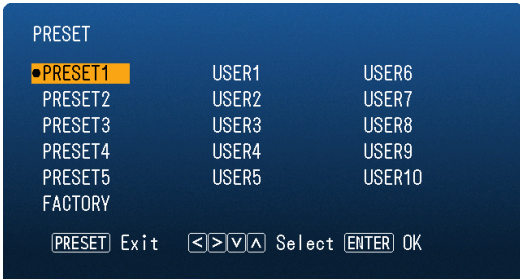 PRESET
●PRESET1 USER1 USER6
PRESET2 USER2 USER7
PRESET3 USER3 USER8
PRESET4 USER4 USER9
PRESET5 USER5 USER10
FACTORY
PRESET Exit <>∨∧ Select ENTER OK